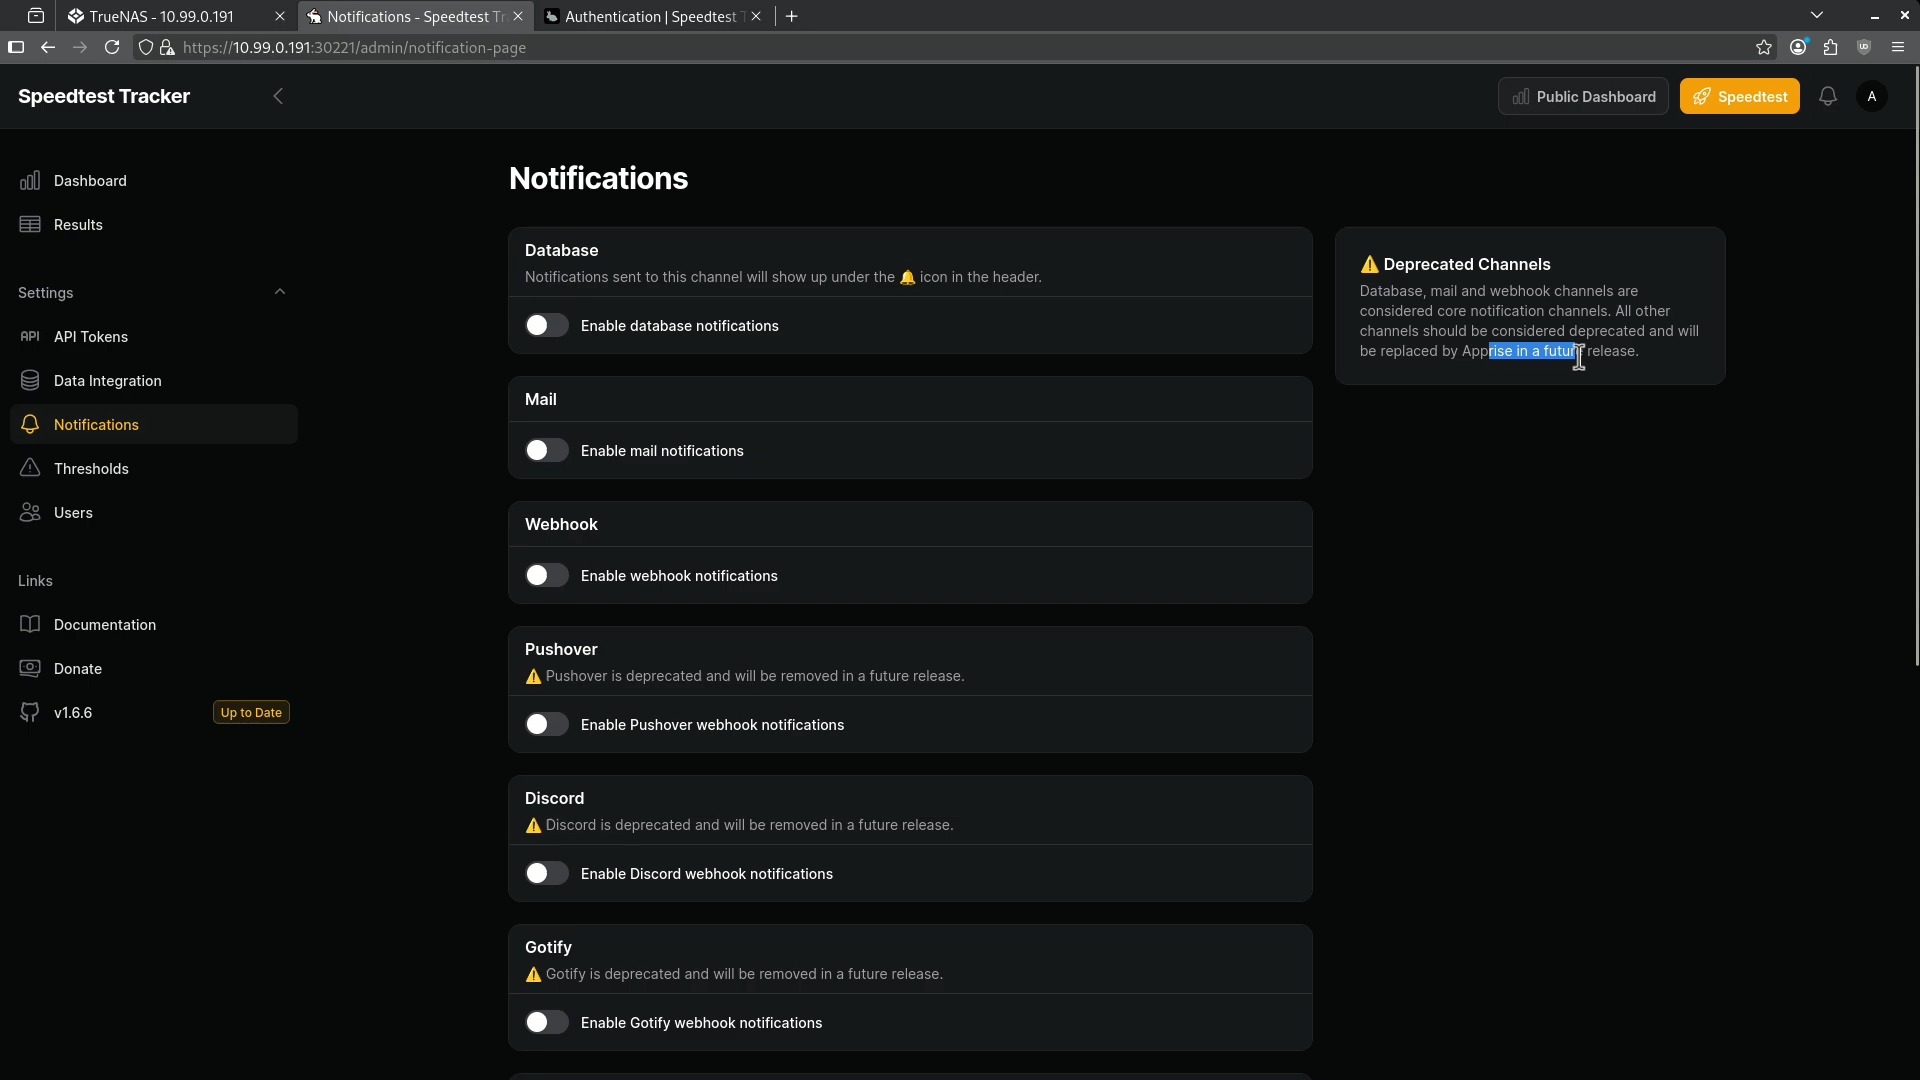 TrueNAS - 10.99.0.191
Notifications - Speedtest Tr
Authentication | Speedtest T
https://10.99.0.191:30221/admin/notification-page
Speedtest Tracker
Public Dashboard
Speedtest
A
Dashboard
Results
Settings
API Tokens
Data Integration
Notifications
Thresholds
Users
Links
Documentation
Donate
v1.6.6
Up to Date
Notifications
Database
Notifications sent to this channel will show up under the 🔔 icon in the header.
Enable database notifications
Mail
Enable mail notifications
Webhook
Enable webhook notifications
Pushover
⚠️ Pushover is deprecated and will be removed in a future release.
Enable Pushover webhook notifications
Discord
⚠️ Discord is deprecated and will be removed in a future release.
Enable Discord webhook notifications
Gotify
⚠️ Gotify is deprecated and will be removed in a future release.
Enable Gotify webhook notifications
⚠️ Deprecated Channels
Database, mail and webhook channels are
considered core notification channels. All other
channels should be considered deprecated and will
be replaced by Apprise in a future release.